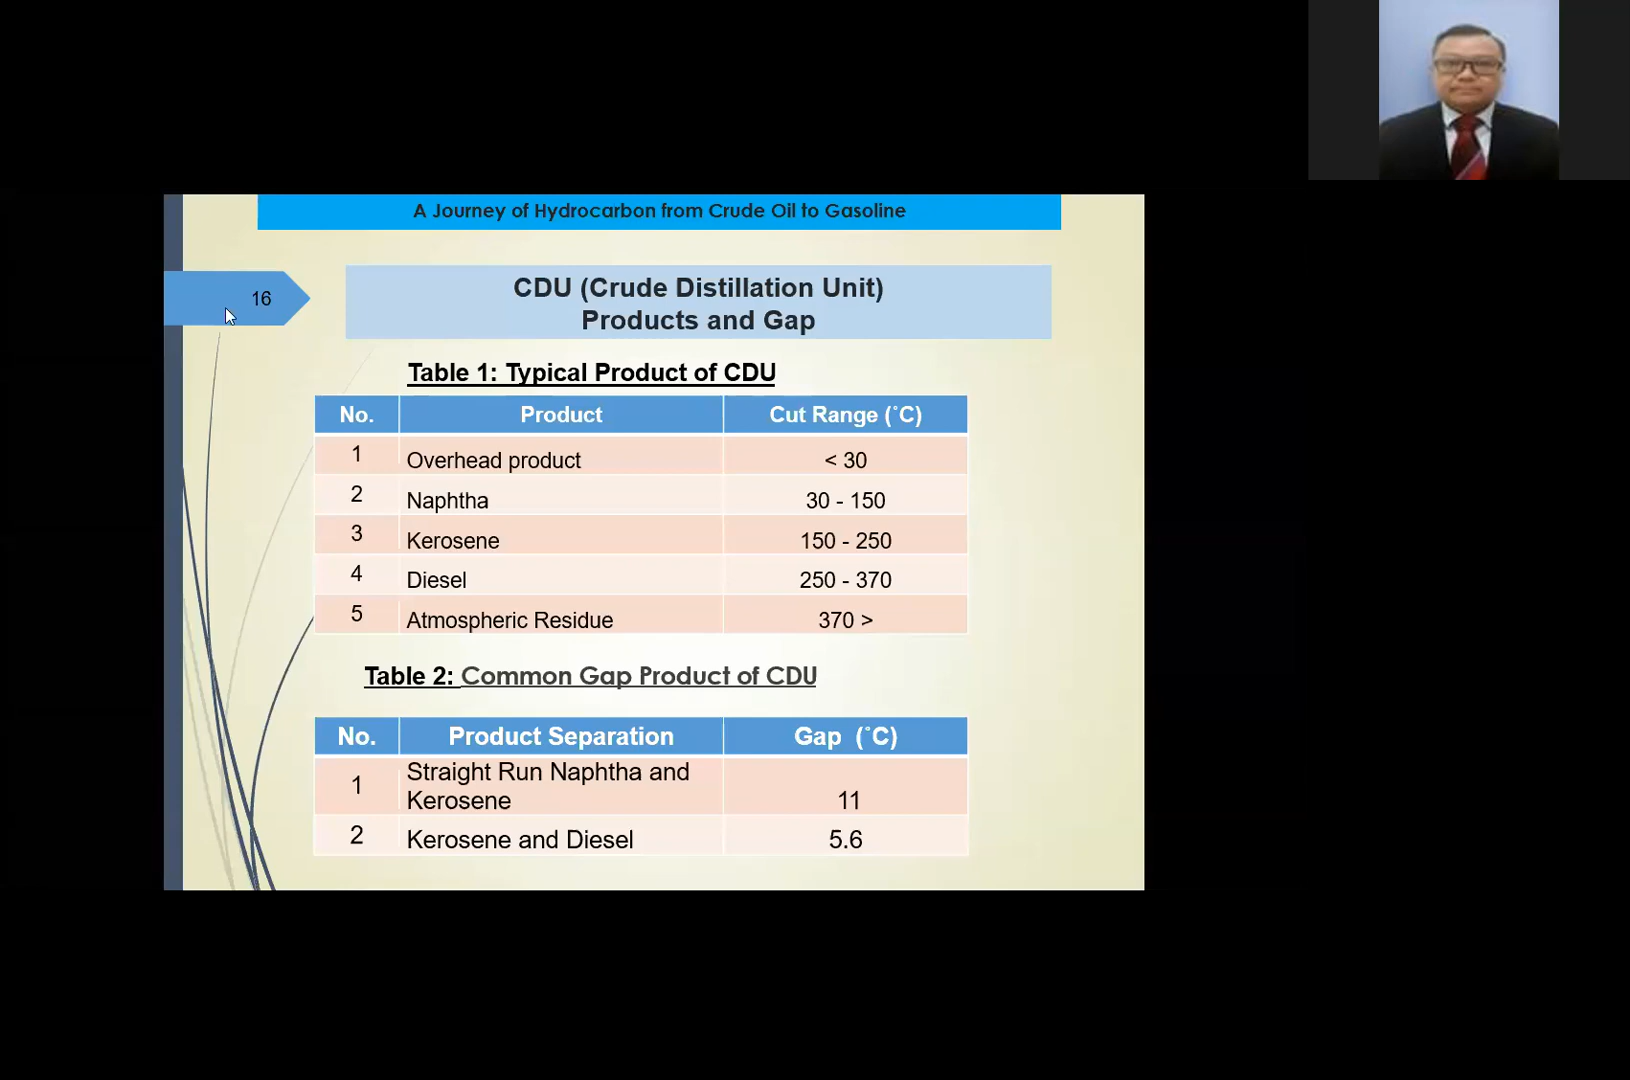 A Journey of Hydrocarbon from Crude Oil to Gasoline
16
CDU (Crude Distillation Unit)
Products and Gap
Table 1: Typical Product of CDU
No. Product Cut Range (˚C)
1 Overhead product < 30
2 Naphtha 30 - 150
3 Kerosene 150 - 250
4 Diesel 250 - 370
5 Atmospheric Residue 370 >
Table 2: Common Gap Product of CDU
No. Product Separation Gap (˚C)
1 Straight Run Naphtha and
Kerosene 11
2 Kerosene and Diesel 5.6